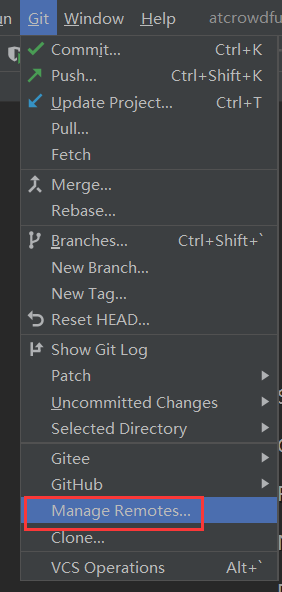 un Git Window Help atcrowdfu
Commit... Ctrl+K
Push... Ctrl+Shift+K
Update Project... Ctrl+T
Pull...
Fetch
Merge...
Rebase...
Branches... Ctrl+Shift+`
New Branch...
New Tag...
Reset HEAD...
Show Git Log
Patch
Uncommitted Changes
Selected Directory
Gitee
GitHub
Manage Remotes...
Clone...
VCS Operations Alt+`